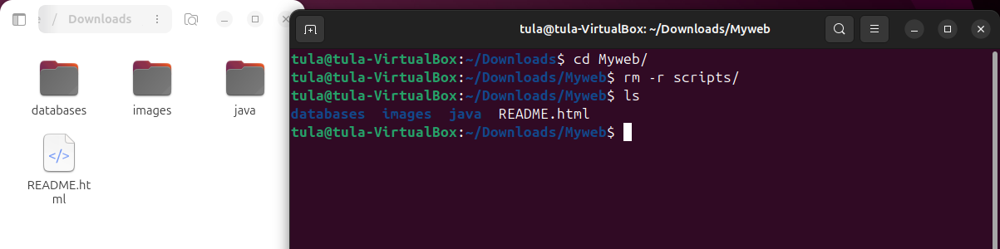 e / Downloads
databases images java
README.ht
ml
tula@tula-VirtualBox: ~/Downloads/Myweb
tula@tula-VirtualBox:~/Downloads$ cd Myweb/
tula@tula-VirtualBox:~/Downloads/Myweb$ rm -r scripts/
tula@tula-VirtualBox:~/Downloads/Myweb$ ls
databases images java README.html
tula@tula-VirtualBox:~/Downloads/Myweb$